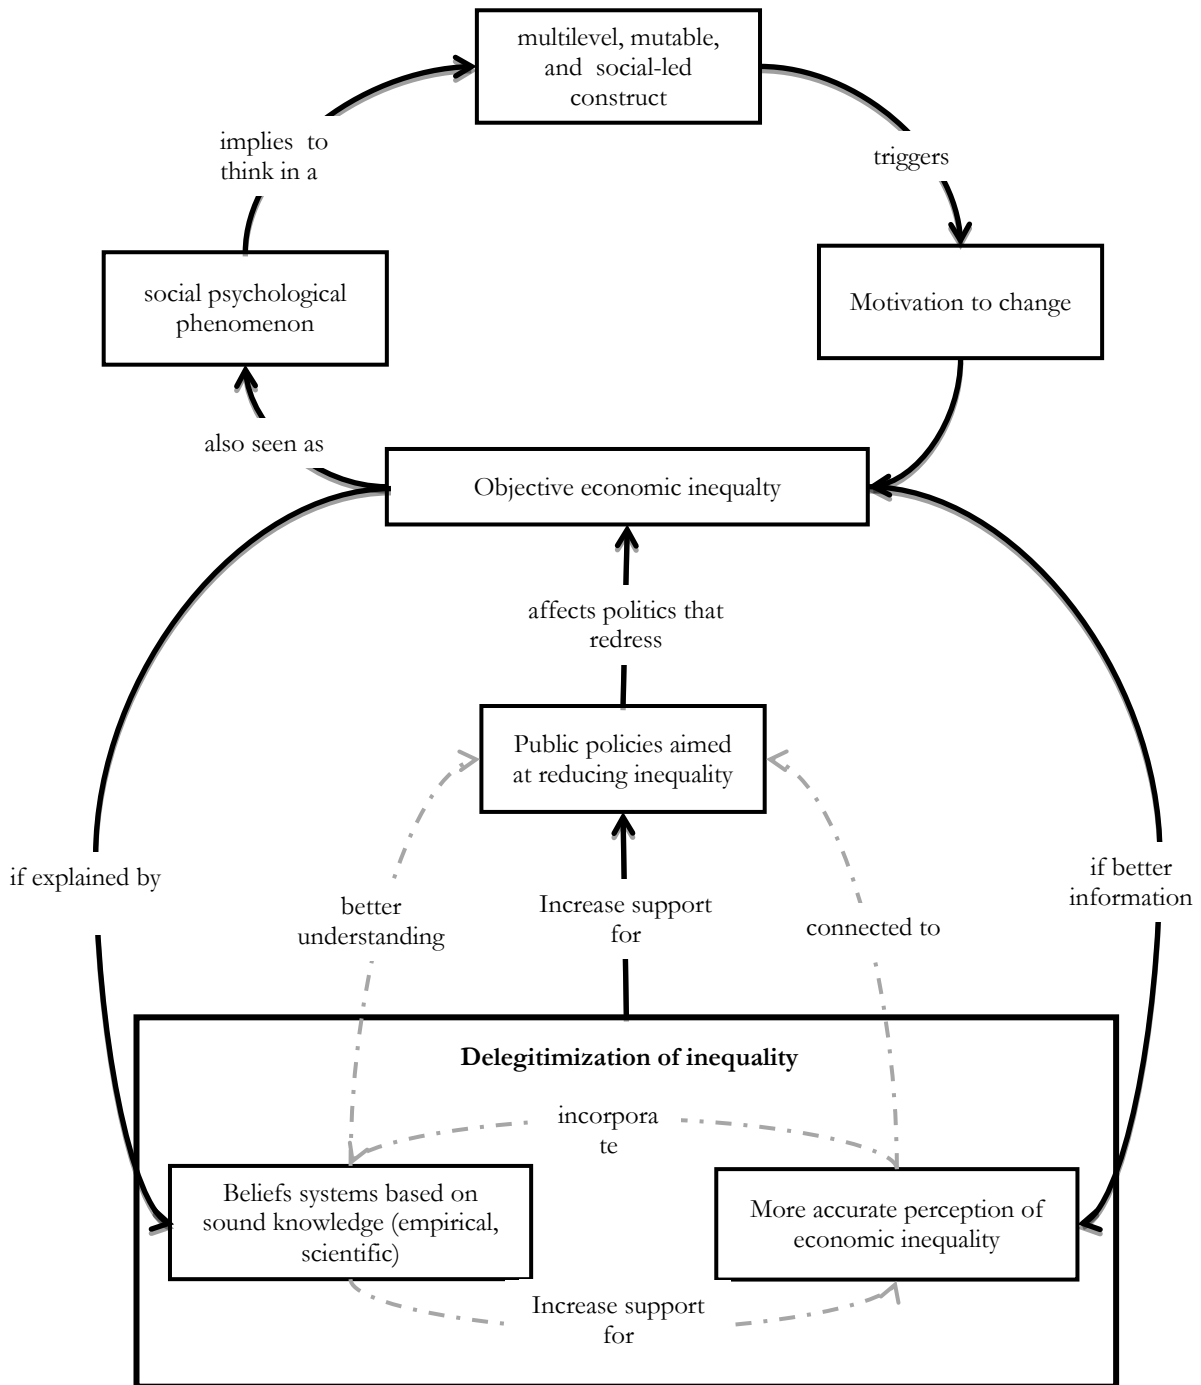 multilevel, mutable,
and social-led
construct
implies to
think in a
triggers
social psychological
phenomenon
Motivation to change
also seen as
Objective economic inequalty
affects politics that
redress
Public policies aimed
at reducing inequality
if explained by
if better
information
better
understanding
Increase support
for
connected to
Delegitimization of inequality
incorpora
te
Beliefs systems based on
sound knowledge (empirical,
scientific)
More accurate perception of
economic inequality
Increase support
for